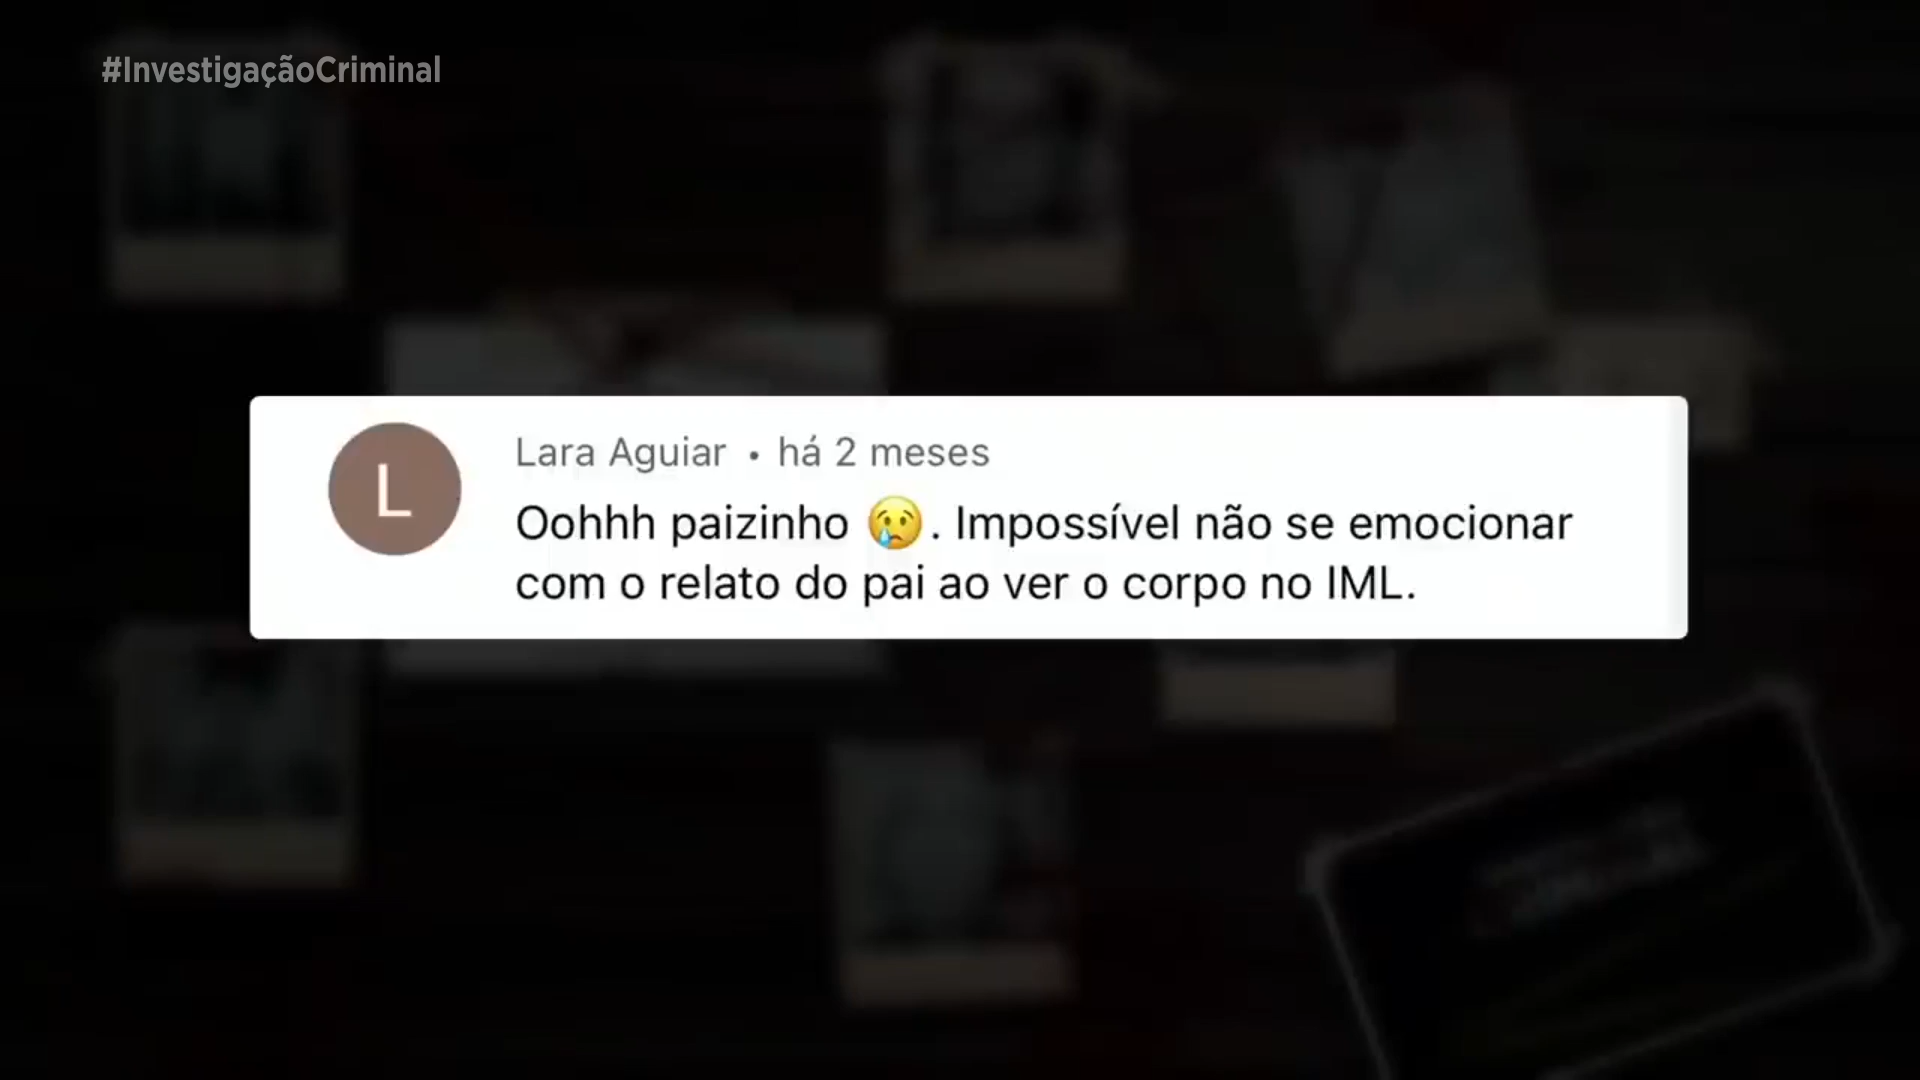 #InvestigaçãoCriminal
L
Lara Aguiar • há 2 meses
Oohhh paizinho 😢. Impossível não se emocionar
com o relato do pai ao ver o corpo no IML.